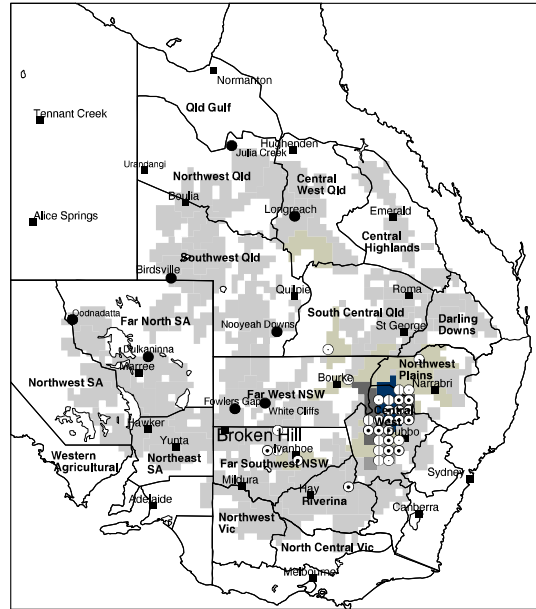 Normanton
Qld Gulf
Tennant Creek
Julia Creek
Hughenden
Urandangi
Northwest Qld
Central
West Qld
Boulia
Longreach
Emerald
Alice Springs
Central
Highlands
Southwest Qld
Birdsville
Quilpie
Roma
Oodnadatta
Far North SA
South Central Qld
Nooyeah Downs
St George
Darling
Downs
Dulkaninna
Marree
Northwest
Plains
Northwest SA
Bourke
Narrabri
Far West NSW
Fowlers Gap
White Cliffs
Central
West
Hawker
Broken Hill
Dubbo
Yunta
Ivanhoe
Western
Agricultural
Northeast
SA
Far Southwest NSW
Sydney
Mildura
Hay
Riverina
Adelaide
Canberra
Northwest
Vic
North Central Vic
Melbourne